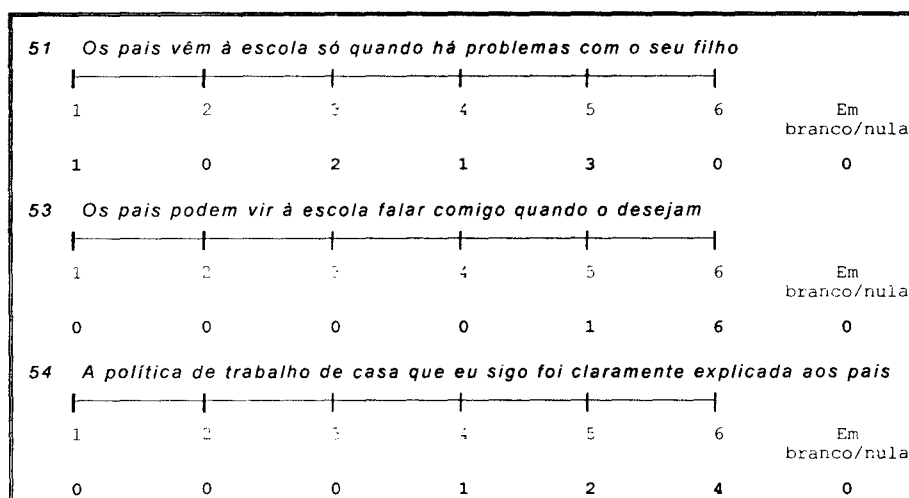 51 Os pais vêm à escola só quando há problemas com o seu filho
1 2 3 4 5 6 Em
branco/nula
1 0 2 1 3 0 0
53 Os pais podem vir à escola falar comigo quando o desejam
1 2 3 4 5 6 Em
branco/nula
0 0 0 0 1 6 0
54 A política de trabalho de casa que eu sigo foi claramente explicada aos pais
1 2 3 4 5 6 Em
branco/nula
0 0 0 1 2 4 0